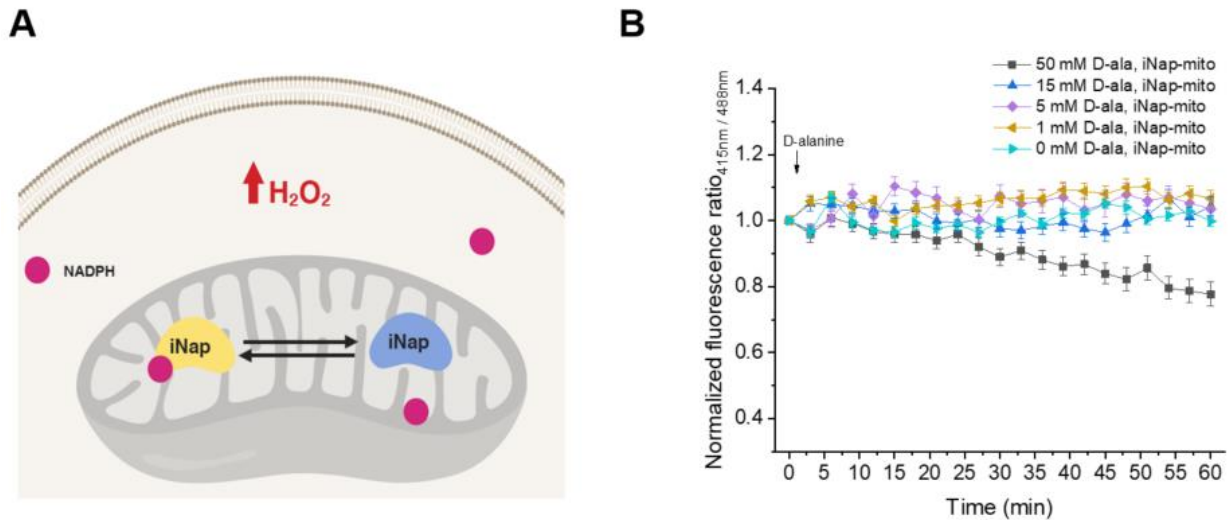 A
H2O2
NADPH
iNap
iNap
B
50 mM D-ala, iNap-mito
15 mM D-ala, iNap-mito
5 mM D-ala, iNap-mito
1 mM D-ala, iNap-mito
0 mM D-ala, iNap-mito
D-alanine
Normalized fluorescence ratio415nm / 488nm
1.4
1.2
1.0
0.8
0.6
0.4
0 5 10 15 20 25 30 35 40 45 50 55 60
Time (min)